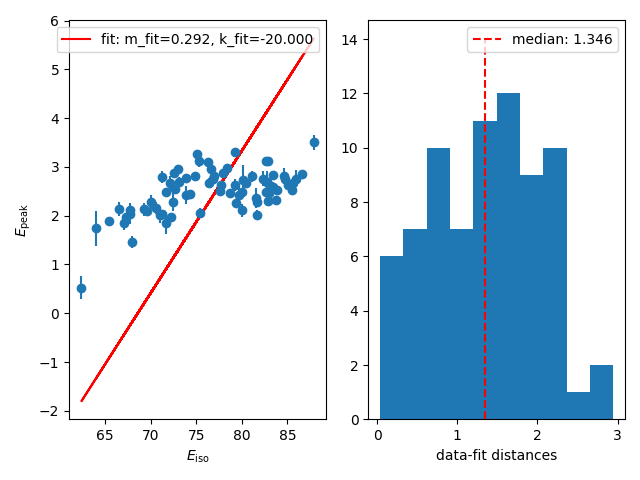 fit: m_fit=0.292, k_fit=-20.000
6
5
4
3
2
1
0
−1
−2
E_peak
65 70 75 80 85
E_iso
median: 1.346
14
12
10
8
6
4
2
0
0 1 2 3
data-fit distances